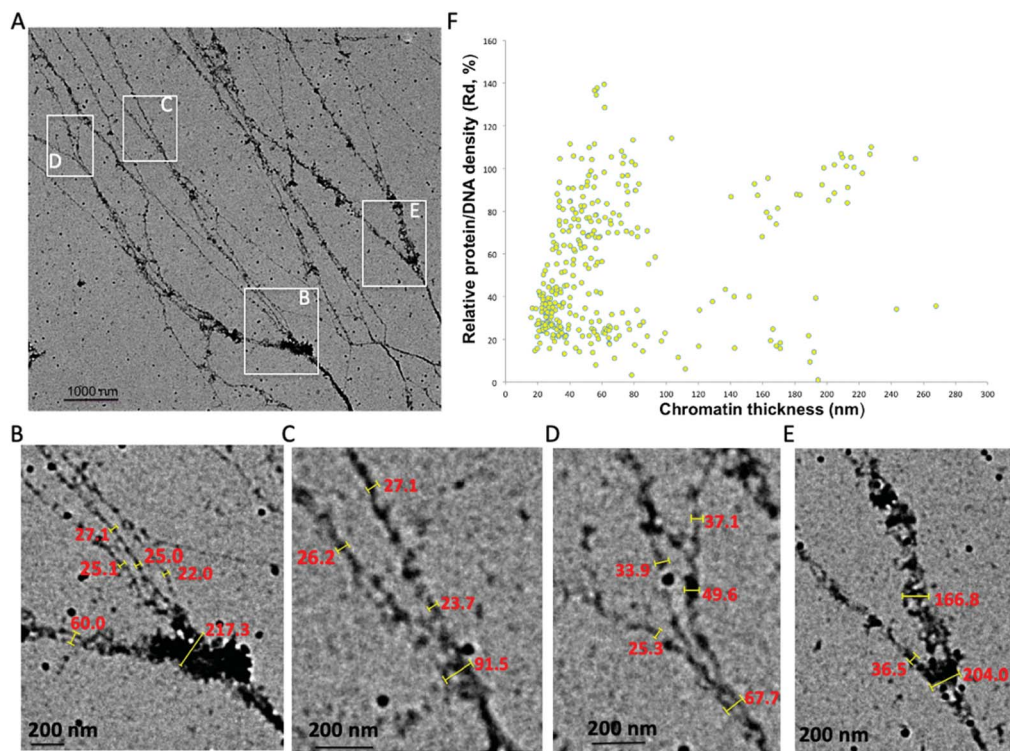 A
F
C
D
E
B
1000 nm
160
140
120
100
80
60
40
20
0
Relative protein/DNA density (Rd, %)
20 40 60 80 100 120 140 160 180 200 220 240 260 280 300
Chromatin thickness (nm)
B
C
D
E
27.1
25.0
25.1
22.0
60.0
217.3
200 nm
27.1
26.2
23.7
91.5
200 nm
37.1
33.9
49.6
25.3
67.7
200 nm
166.8
36.5
204.0
200 nm